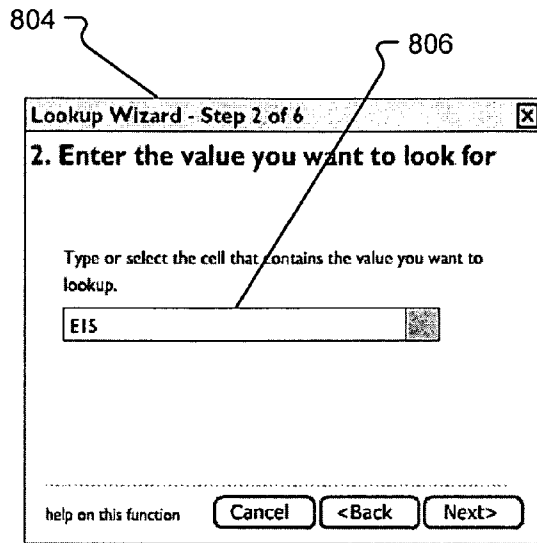 804
806
Lookup Wizard - Step 2 of 6
2. Enter the value you want to look for
Type or select the cell that contains the value you want to
lookup.
E15
help on this function Cancel <Back Next>